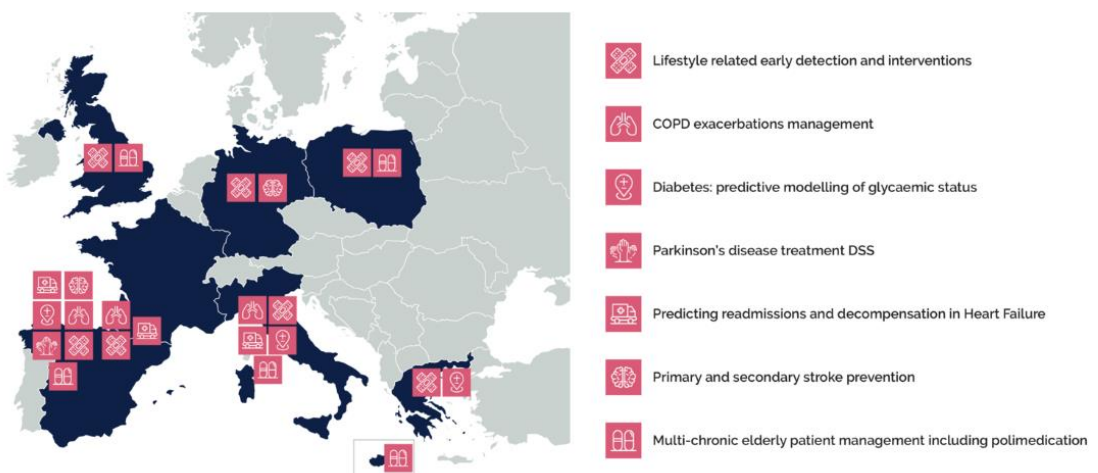 Lifestyle related early detection and interventions
COPD exacerbations management
Diabetes: predictive modelling of glycaemic status
Parkinson's disease treatment DSS
Predicting readmissions and decompensation in Heart Failure
Primary and secondary stroke prevention
Multi-chronic elderly patient management including polimedication